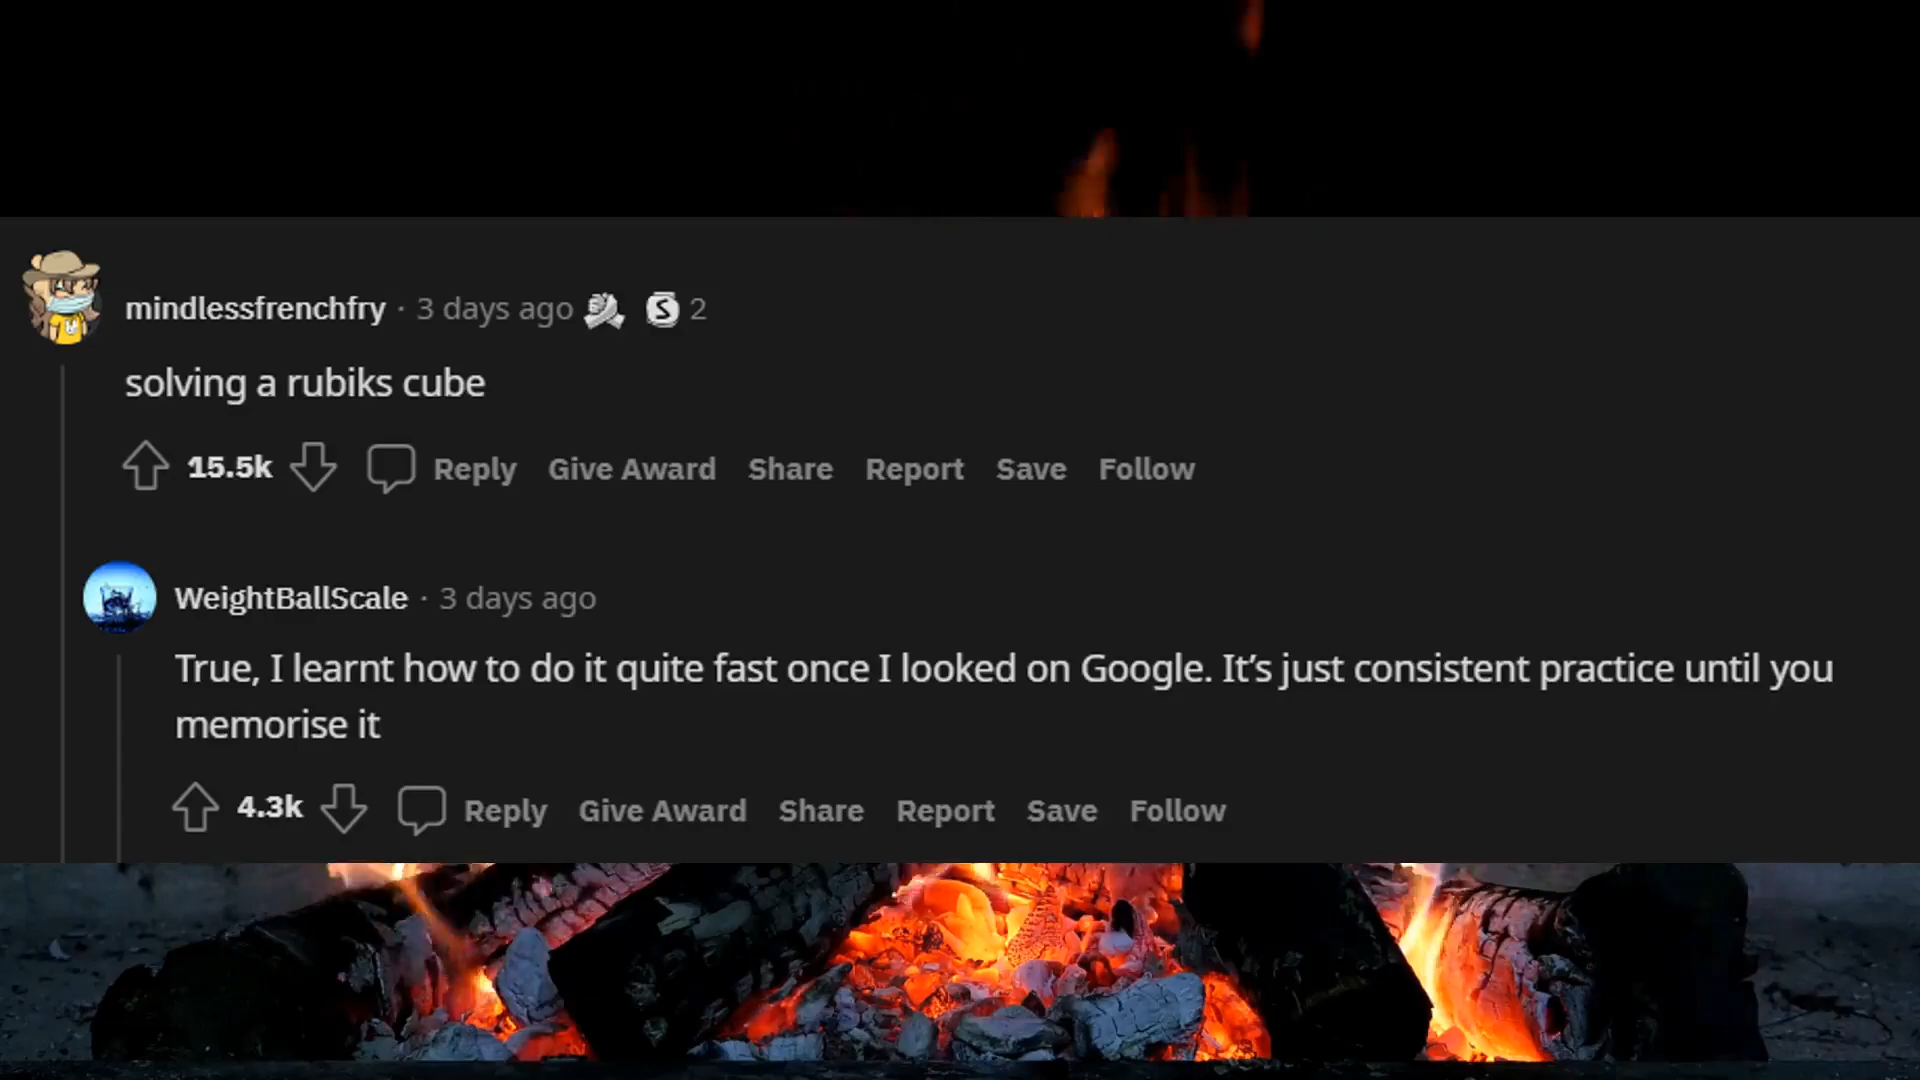 mindlessfrenchfry · 3 days ago S 2
solving a rubiks cube
15.5k Reply Give Award Share Report Save Follow
WeightBallScale · 3 days ago
True, I learnt how to do it quite fast once I looked on Google. It’s just consistent practice until you
memorise it
4.3k Reply Give Award Share Report Save Follow